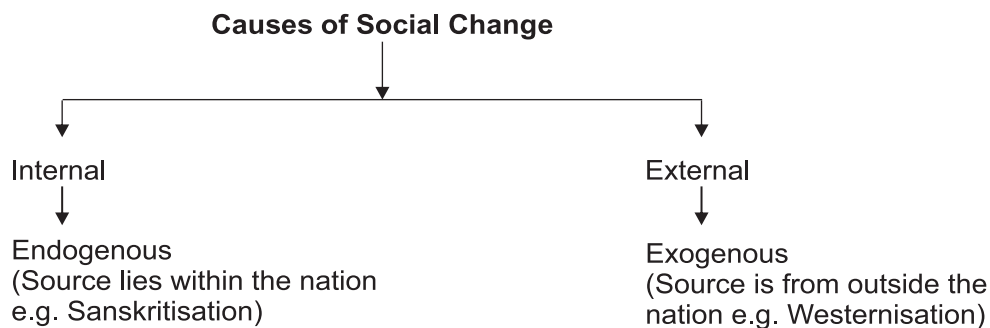 Causes of Social Change
Internal
External
Endogenous
(Source lies within the nation
e.g. Sanskritisation)
Exogenous
(Source is from outside the
nation e.g. Westernisation)